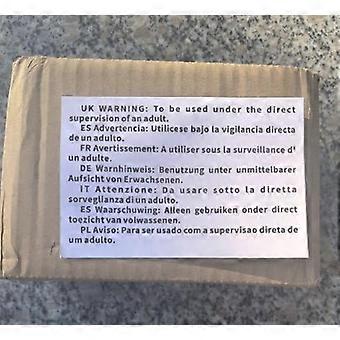 UK WARNING: To be used under the direct
supervision of an adult.
ES Advertencia: Utilicese bajo la vigilancia directa
de un adulto.
FR Avertissement: A utiliser sous la surveillance d'
un adulte.
DE Warnhinweis: Benutzung unter unmittelbarer
Aufsicht von Erwachsenen.
IT Attenzione: Da usare sotto la diretta
sorveglianza di un adulto.
ES Waarschuwing: Alleen gebruiken onder direct
toezicht van volwassenen.
PL Aviso: Para ser usado com a supervisao direta de
um adulto.